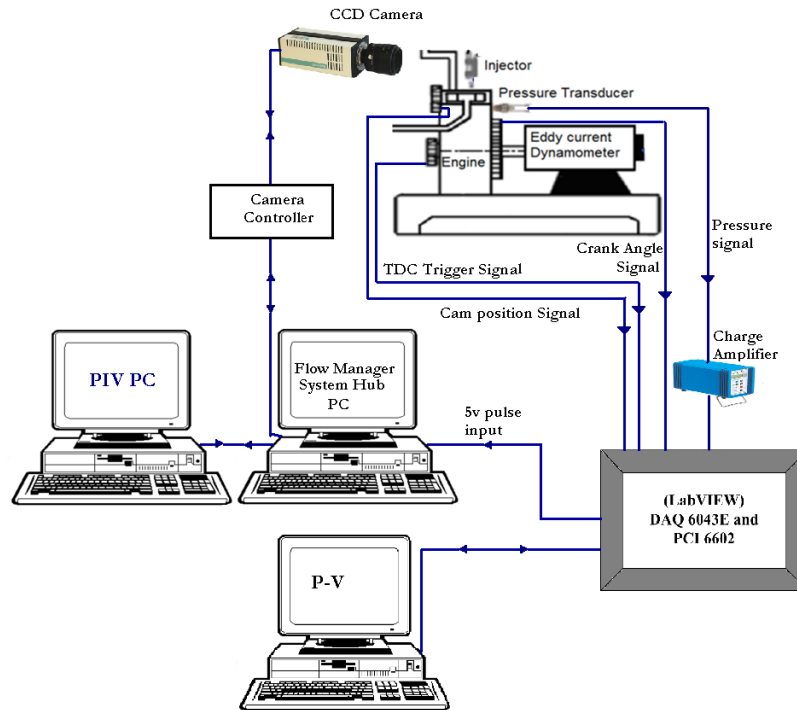 CCD Camera
Injector
Pressure Transducer
Eddy current
Dynamometer
Engine
Camera
Controller
Pressure
signal
Crank Angle
Signal
TDC Trigger Signal
Cam position Signal
Charge
Amplifier
PIV PC
Flow Manager
System Hub
PC
5v pulse
input
(LabVIEW)
DAQ 6043E and
PCI 6602
P-V